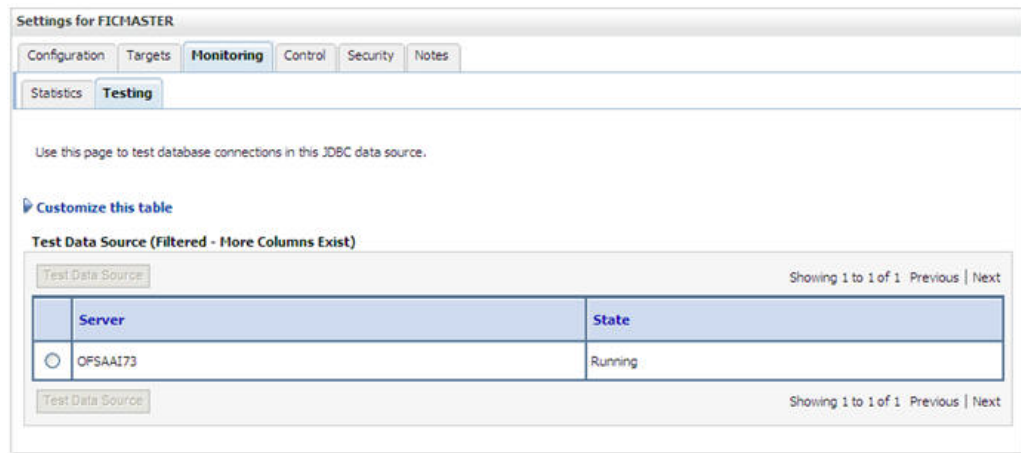 Settings for FICMASTER
Configuration Targets Monitoring Control Security Notes
Statistics Testing
Use this page to test database connections in this JDBC data source.
Customize this table
Test Data Source (Filtered - More Columns Exist)
Test Data Source Showing 1 to 1 of 1 Previous | Next
Server State
OFSAAI73 Running
Test Data Source Showing 1 to 1 of 1 Previous | Next